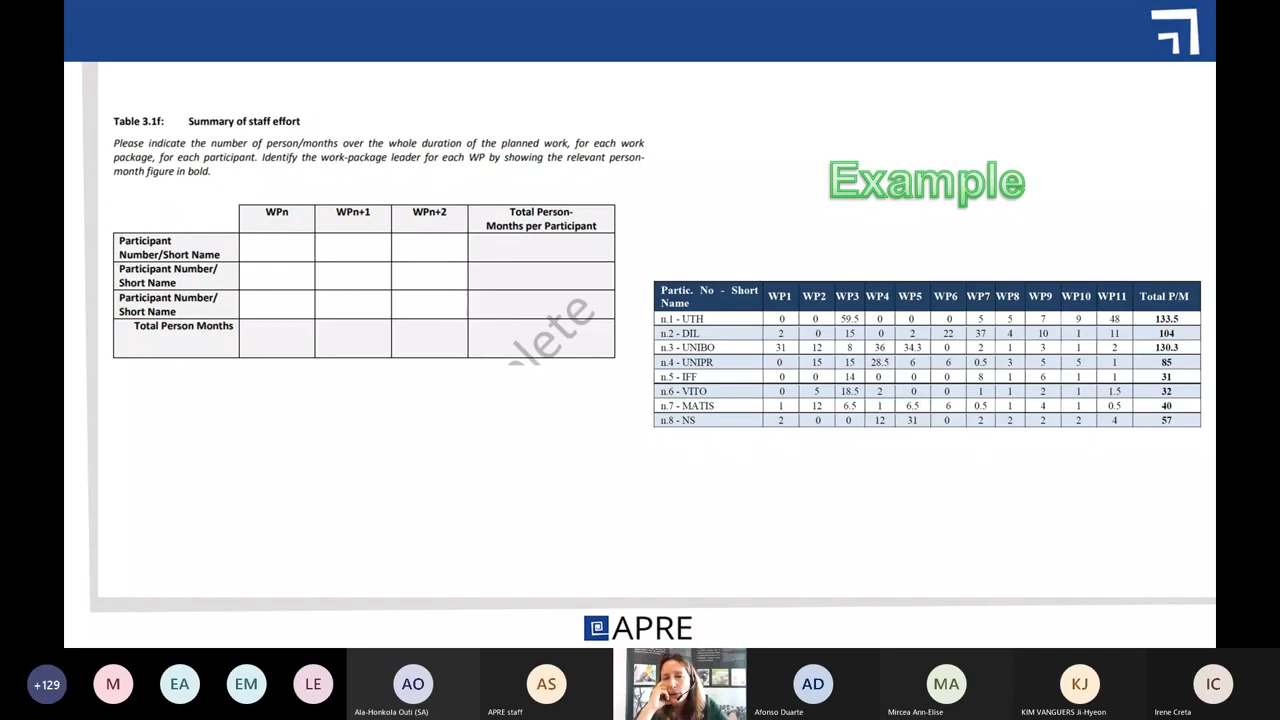 Table 3.1f: Summary of staff effort
Please indicate the number of person/months over the whole duration of the planned work, for each work
package, for each participant. Identify the work-package leader for each WP by showing the relevant person-
month figure in bold.
WPn WPn+1 WPn+2 Total Person-
Months per Participant
Participant
Number/Short Name
Participant Number/
Short Name
Participant Number/
Short Name
Total Person Months
plete
Example
Partic. No - Short
Name WP1 WP2 WP3 WP4 WP5 WP6 WP7 WP8 WP9 WP10 WP11 Total P/M
n.1 - UTH 0 0 59.5 0 0 0 5 5 7 9 48 133.5
n.2 - DIL 2 0 15 0 2 22 37 4 10 1 11 104
n.3 - UNIBO 31 12 8 36 34.3 0 2 1 3 1 2 130.3
n.4 - UNIPR 0 15 15 28.5 6 6 0.5 3 5 5 1 85
n.5 - IFF 0 0 14 0 0 0 8 1 6 1 1 31
n.6 - VITO 0 5 18.5 2 0 0 1 1 2 1 1.5 32
n.7 - MATIS 1 12 6.5 1 6.5 6 0.5 1 4 1 0.5 40
n.8 - NS 2 0 0 12 31 0 2 2 2 2 4 57
APRE
+129 M EA EM LE AO AS AD MA KJ IC
Ala-Honkola Outi (SA) APRE staff Afonso Duarte Mircea Ann-Elise KIM VANGUERS Ji-Hyeon Irene Creta